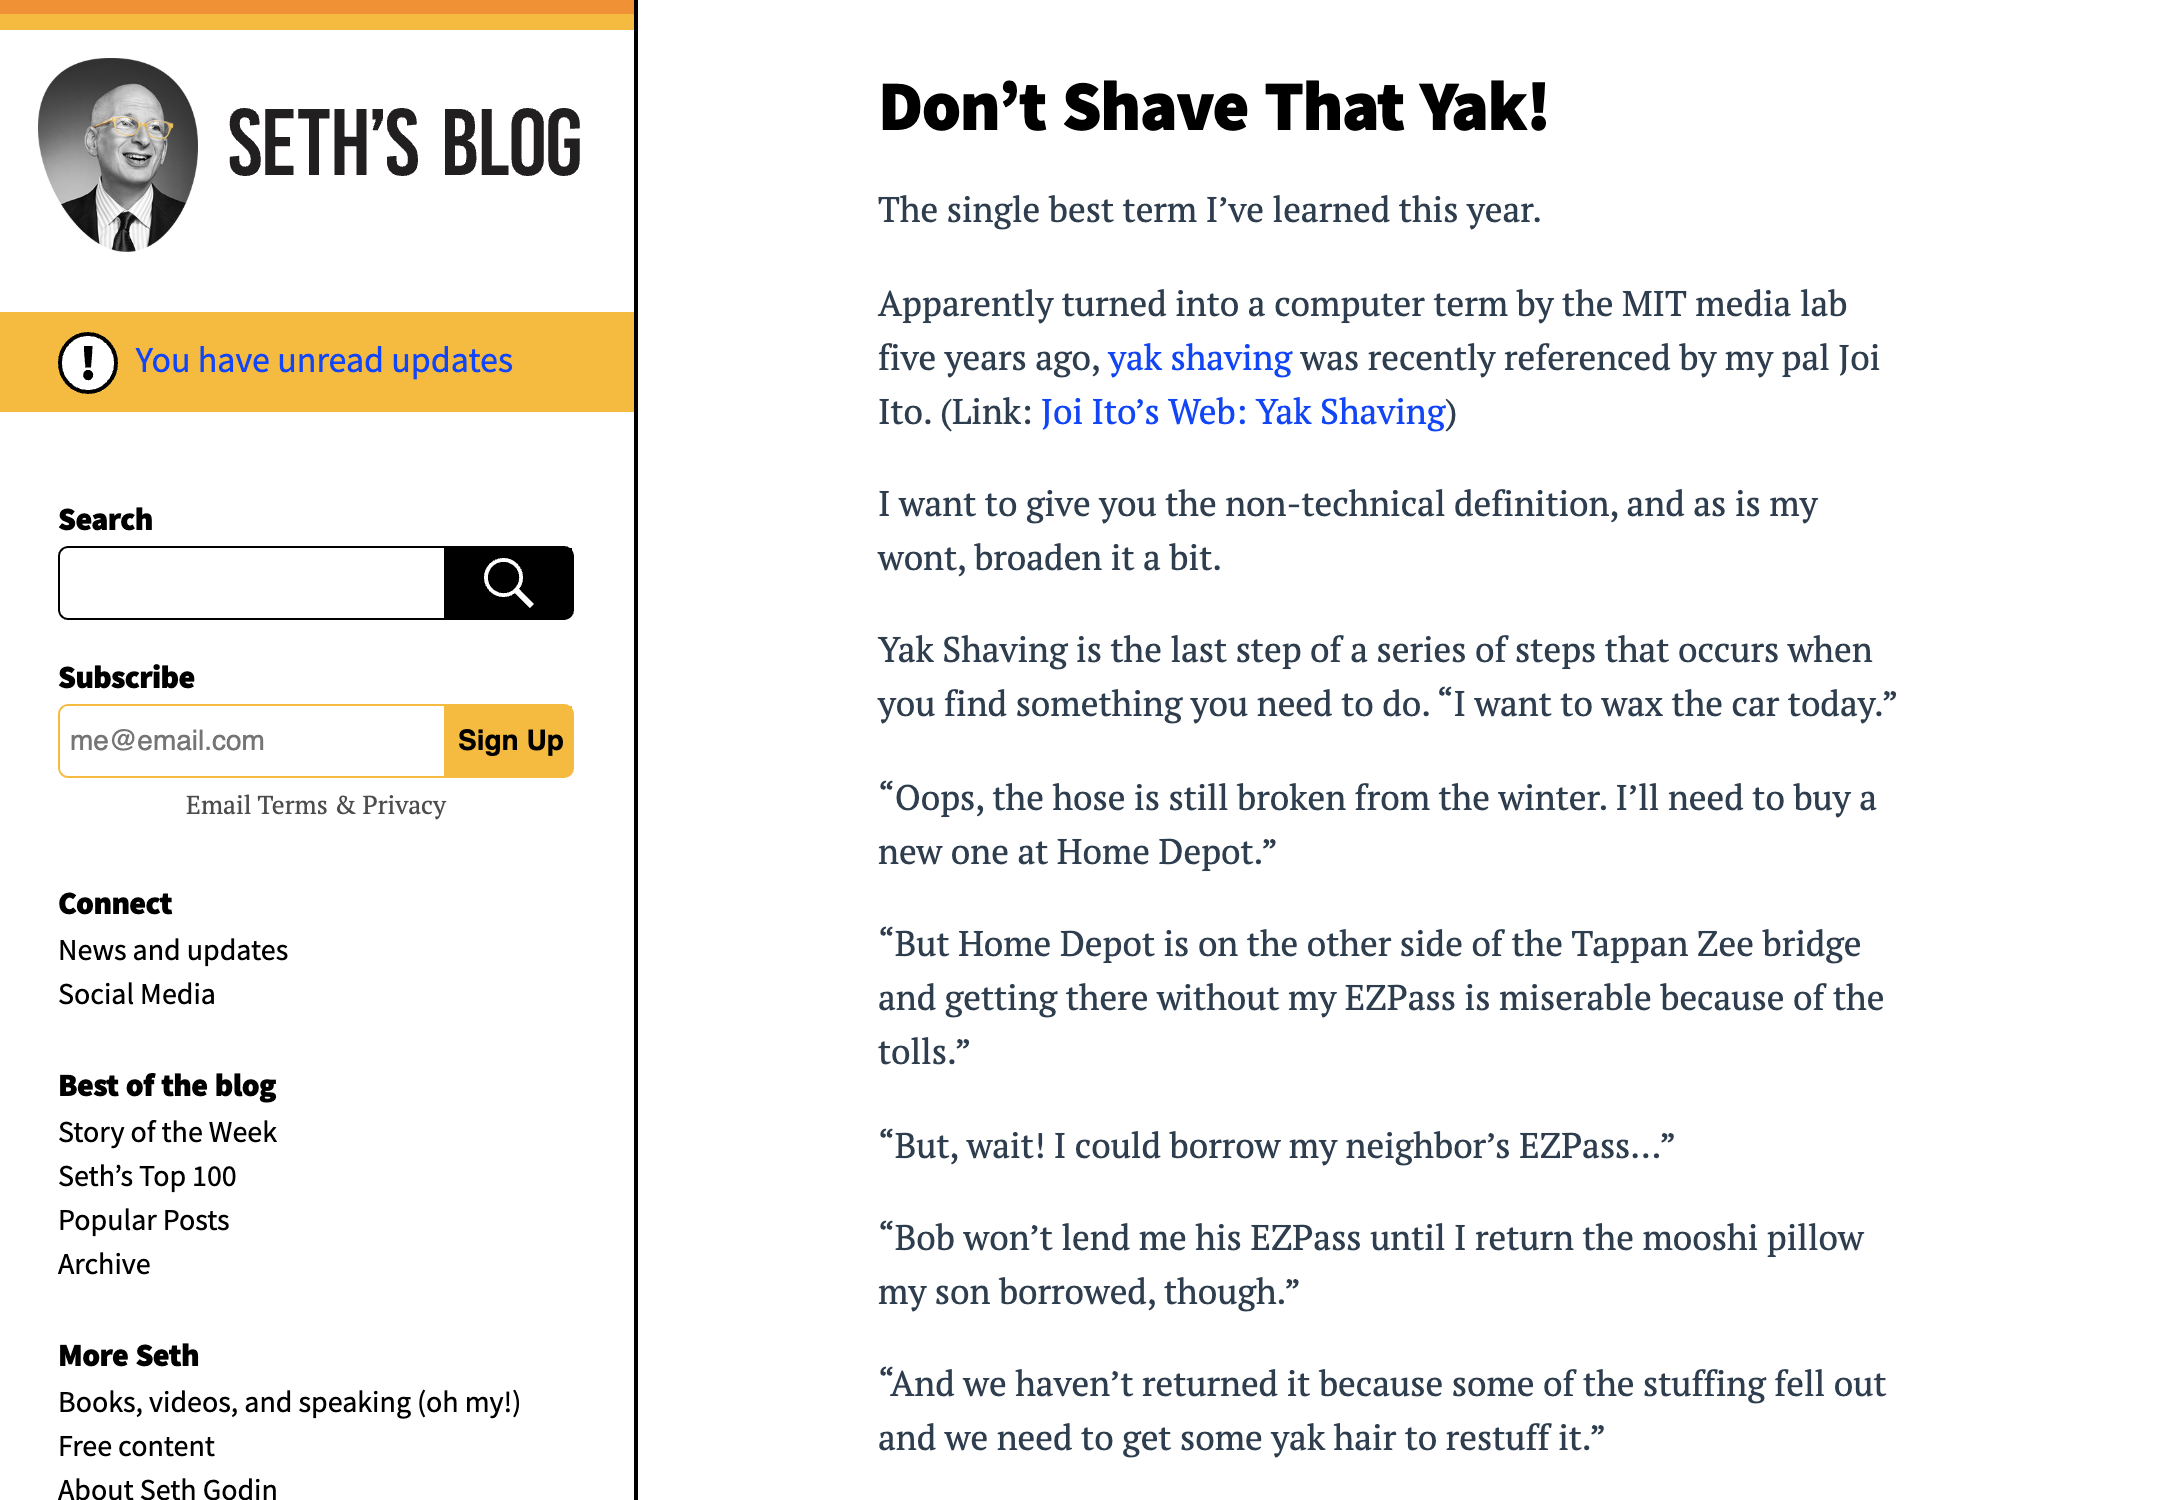 SETH’S BLOG
! You have unread updates
Search
Subscribe
me@email.com Sign Up
Email Terms & Privacy
Connect
News and updates
Social Media
Best of the blog
Story of the Week
Seth’s Top 100
Popular Posts
Archive
More Seth
Books, videos, and speaking (oh my!)
Free content
About Seth Godin
Don’t Shave That Yak!
The single best term I’ve learned this year.
Apparently turned into a computer term by the MIT media lab
five years ago, yak shaving was recently referenced by my pal Joi
Ito. (Link: Joi Ito’s Web: Yak Shaving)
I want to give you the non-technical definition, and as is my
wont, broaden it a bit.
Yak Shaving is the last step of a series of steps that occurs when
you find something you need to do. “I want to wax the car today.”
“Oops, the hose is still broken from the winter. I’ll need to buy a
new one at Home Depot.”
“But Home Depot is on the other side of the Tappan Zee bridge
and getting there without my EZPass is miserable because of the
tolls.”
“But, wait! I could borrow my neighbor’s EZPass…”
“Bob won’t lend me his EZPass until I return the mooshi pillow
my son borrowed, though.”
“And we haven’t returned it because some of the stuffing fell out
and we need to get some yak hair to restuff it.”